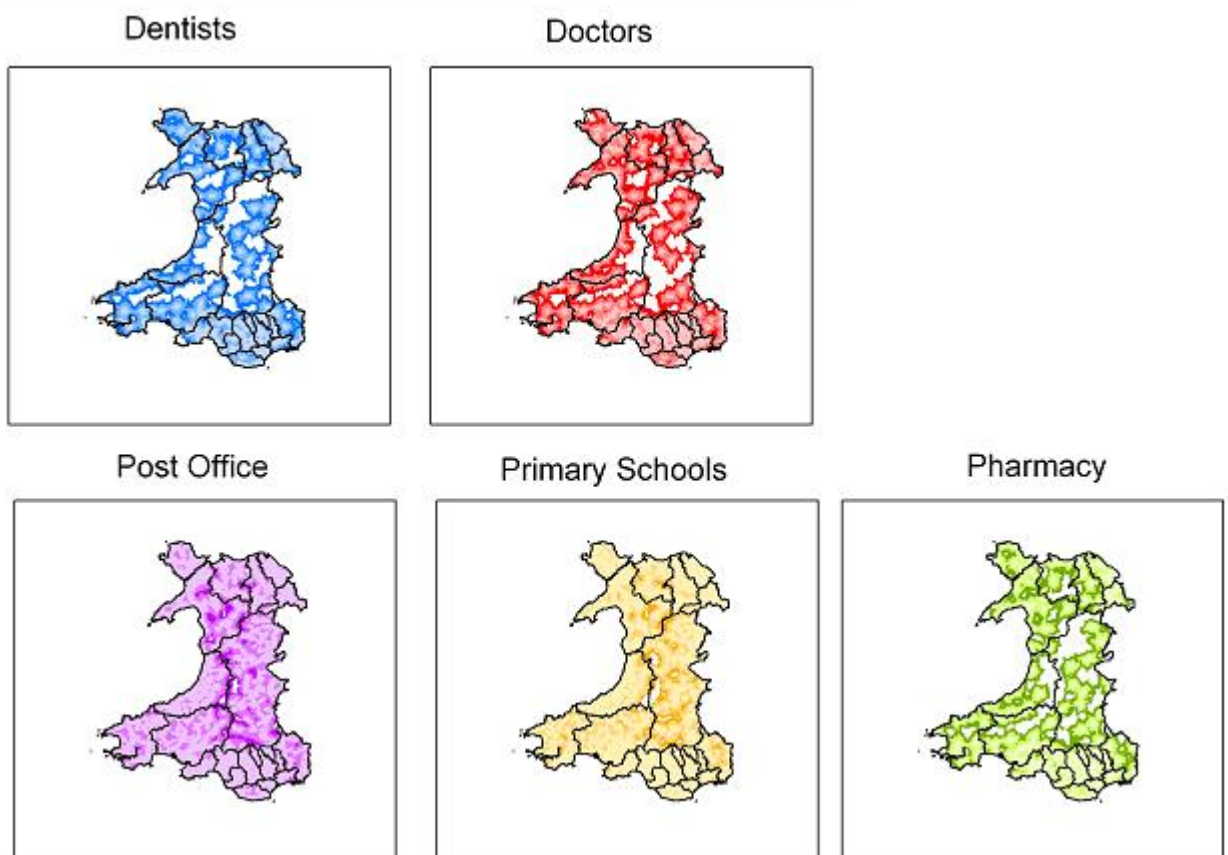 Dentists
Doctors
Post Office
Primary Schools
Pharmacy